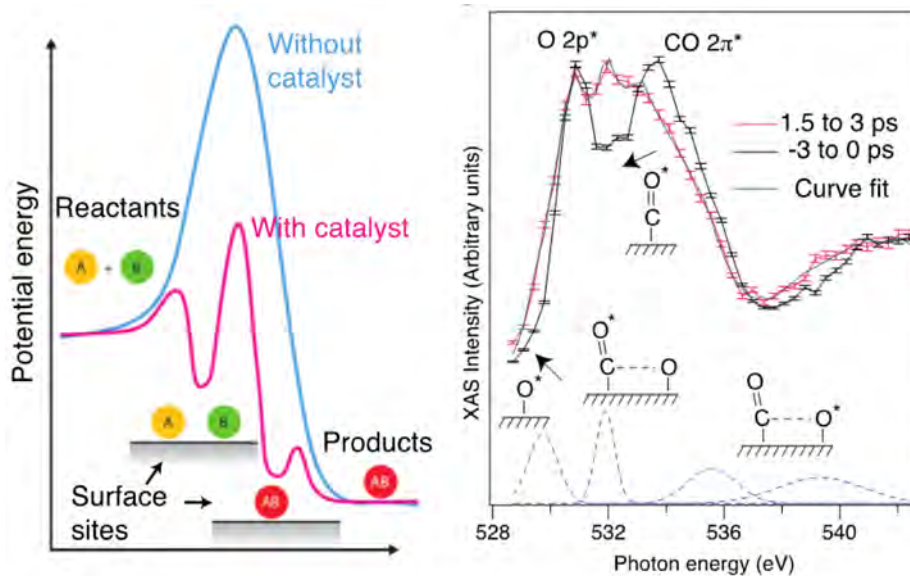 Potential energy
Without
catalyst
Reactants
A + B
With catalyst
A B
Products
AB
Surface
sites
AB
XAS Intensity (Arbitrary units)
O 2p* CO 2π*
1.5 to 3 ps
-3 to 0 ps
Curve fit
O*
C
O*
C O
O*
O
C O*
528 532 536 540
Photon energy (eV)